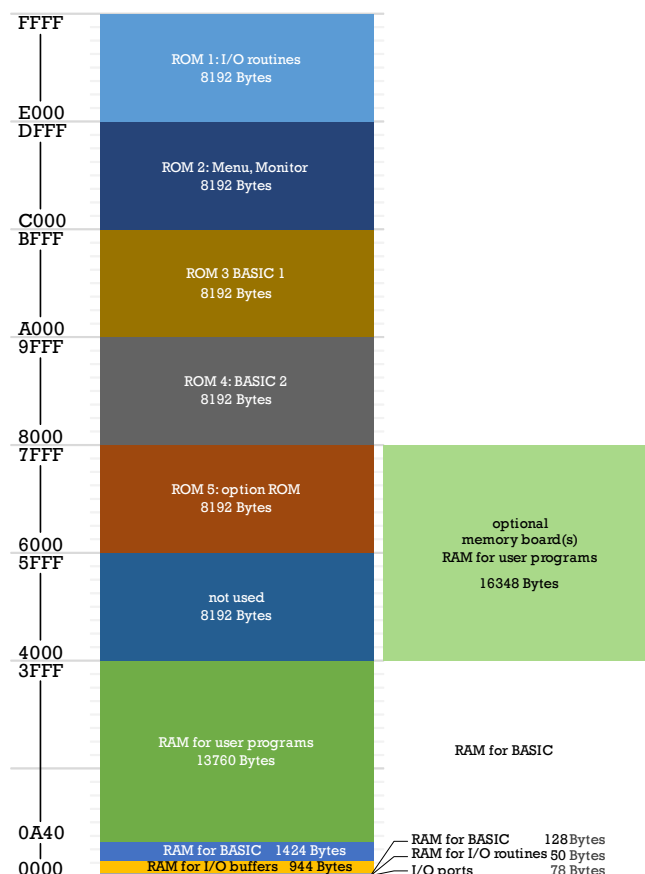 FFFF
ROM 1: I/O routines
8192 Bytes
E000
DFFF
ROM 2: Menu, Monitor
8192 Bytes
C000
BFFF
ROM 3 BASIC 1
8192 Bytes
A000
9FFF
ROM 4: BASIC 2
8192 Bytes
8000
7FFF
ROM 5: option ROM
8192 Bytes
optional
memory board(s)
RAM for user programs
16348 Bytes
6000
5FFF
not used
8192 Bytes
4000
3FFF
RAM for user programs
13760 Bytes
RAM for BASIC
0A40
RAM for BASIC 1424 Bytes
RAM for BASIC 128 Bytes
RAM for I/O routines 50 Bytes
0000
RAM for I/O buffers 944 Bytes
I/O ports 78 Bytes